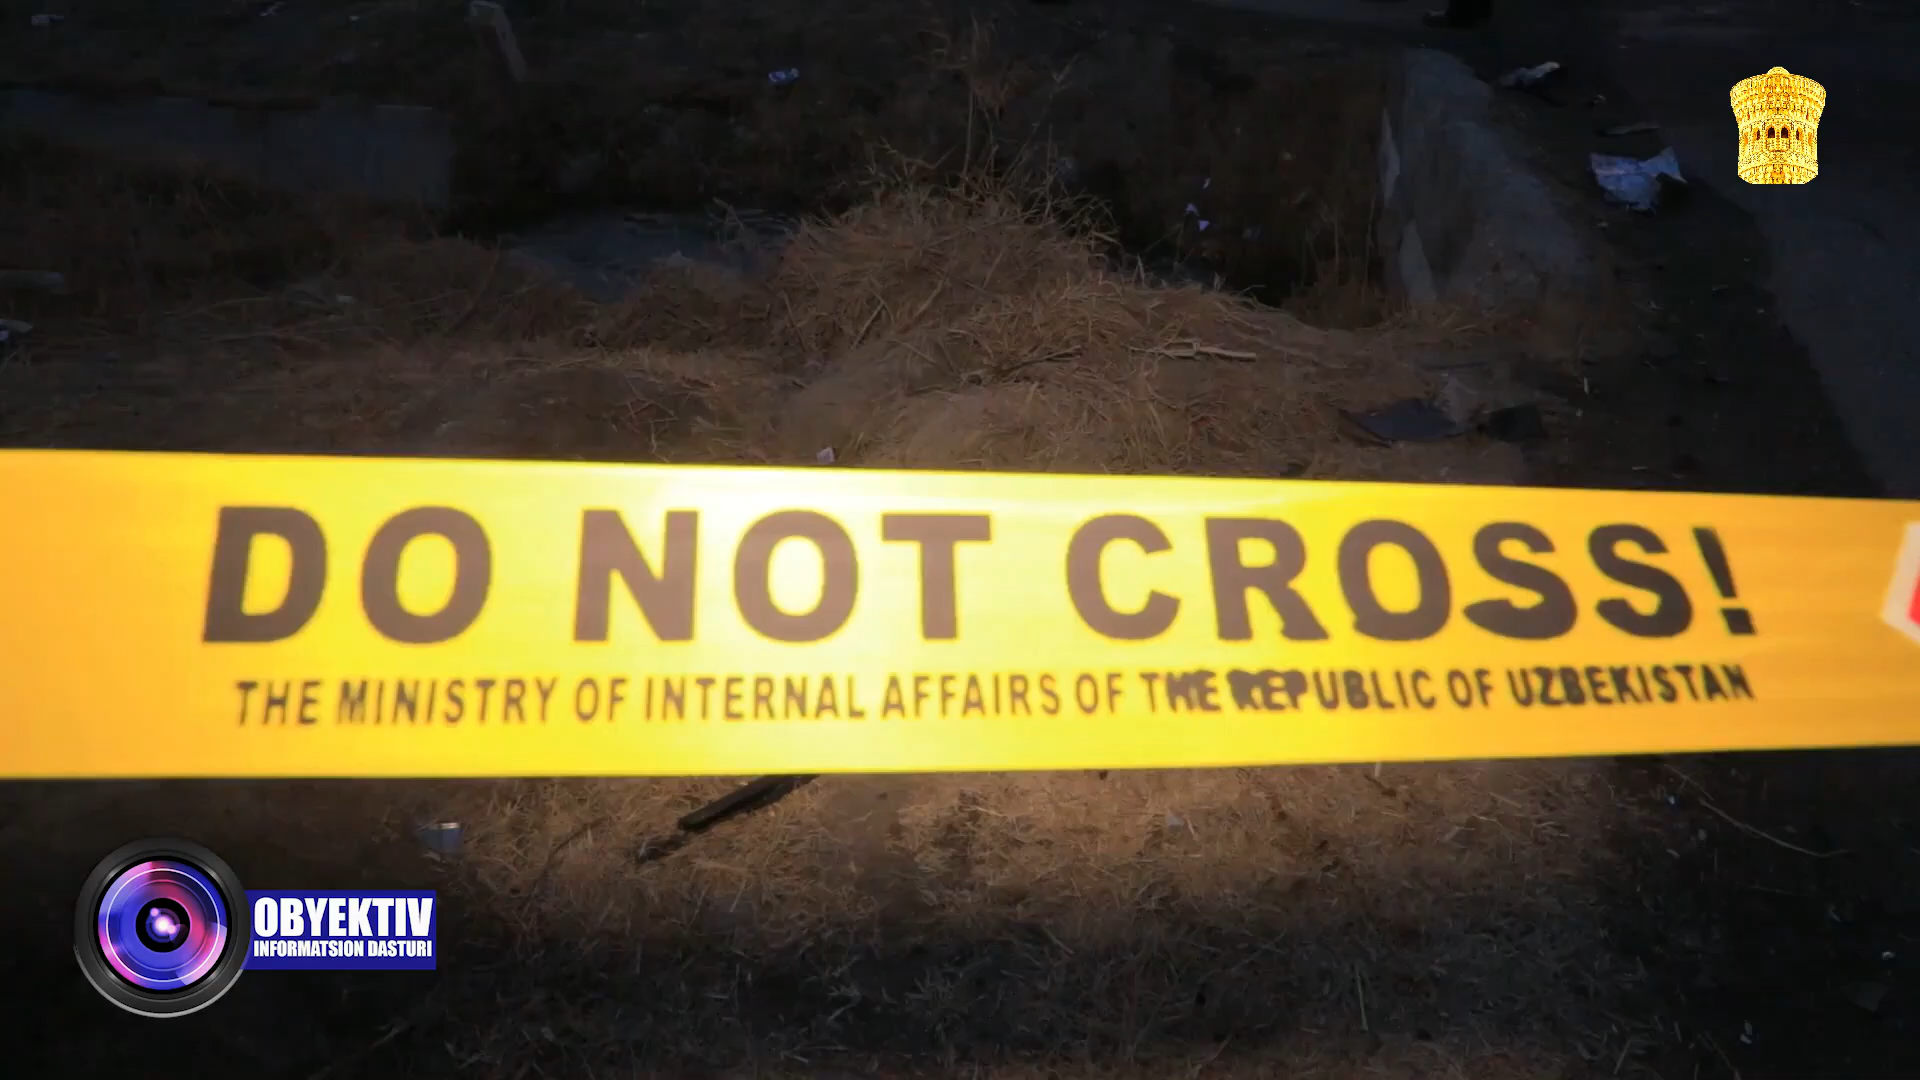 DO NOT CROSS!
THE MINISTRY OF INTERNAL AFFAIRS OF THE REPUBLIC OF UZBEKISTAN
OBYEKTIV
INFORMATSION DASTURI